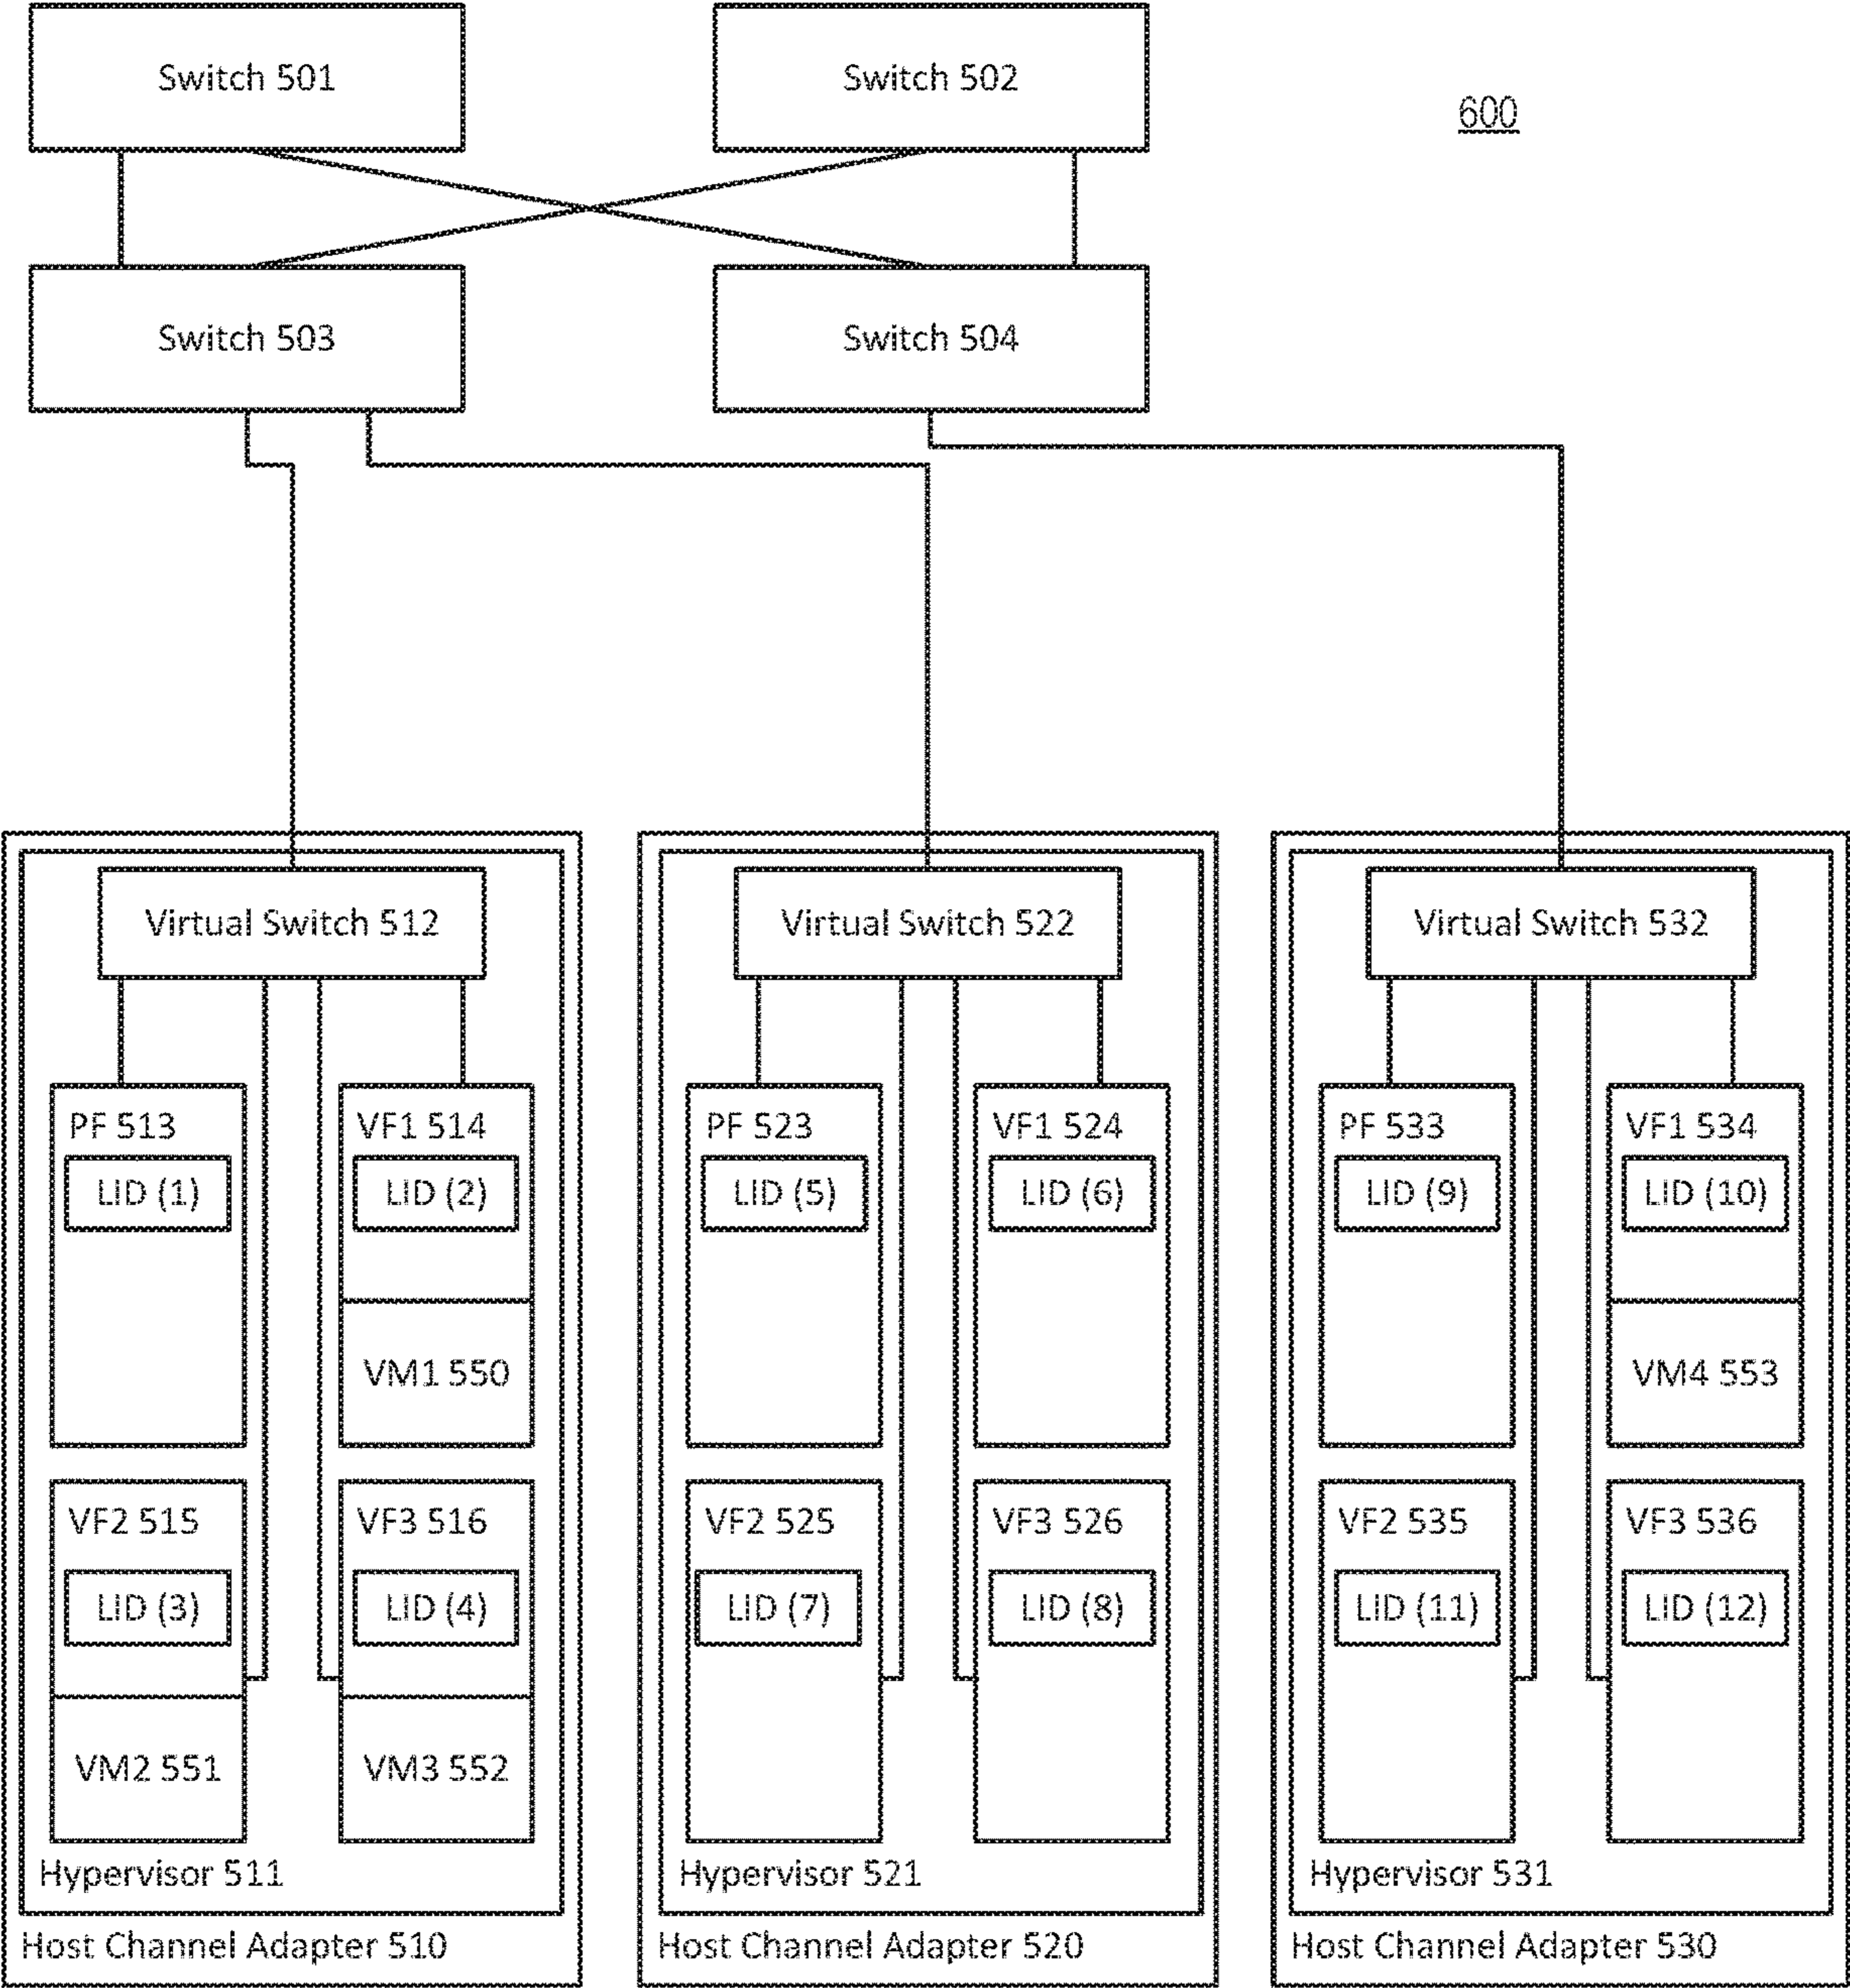 Switch 501
Switch 502
600
Switch 503
Switch 504
Virtual Switch 512
Virtual Switch 522
Virtual Switch 532
PF 513
LID (1)
VF1 514
LID (2)
VM1 550
VF2 515
LID (3)
VM2 551
VF3 516
LID (4)
VM3 552
Hypervisor 511
Host Channel Adapter 510
PF 523
LID (5)
VF1 524
LID (6)
VF2 525
LID (7)
VF3 526
LID (8)
Hypervisor 521
Host Channel Adapter 520
PF 533
LID (9)
VF1 534
LID (10)
VM4 553
VF2 535
LID (11)
VF3 536
LID (12)
Hypervisor 531
Host Channel Adapter 530